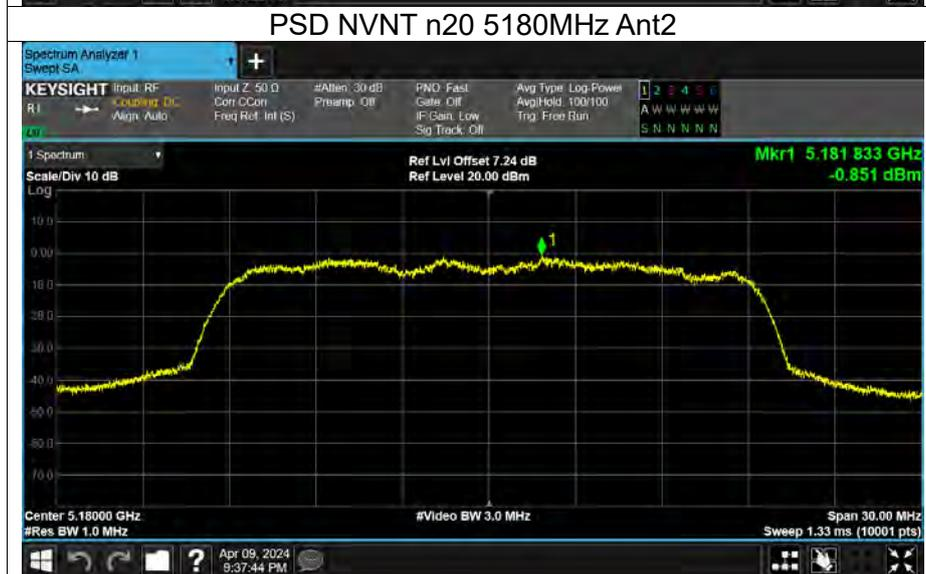 PSD NVNT n20 5180MHz Ant2
Spectrum Analyzer 1
Swept SA
+
KEYSIGHT Input: RF Input Z: 50 Ω #Atten: 30 dB PNO: Fast Avg Type: Log-Power 1 2 3 4 5 6
Coupling: DC Corr CCorr Preamp: Off Gate: Off Avg|Hold: 100/100 A W W W W W
Align: Auto Freq Ref: Int (S) IF Gain: Low Trig: Free Run
Sig Track: Off S N N N N N
1 Spectrum Ref Lvl Offset 7.24 dB Mkr1 5.181 833 GHz
Scale/Div 10 dB Ref Level 20.00 dBm -0.851 dBm
Log
10.0
0.00
1
-10.0
-20.0
-30.0
-40.0
-50.0
-60.0
-70.0
Center 5.18000 GHz #Video BW 3.0 MHz Span 30.00 MHz
#Res BW 1.0 MHz Sweep 1.33 ms (10001 pts)
? Apr 09, 2024
9:37:44 PM